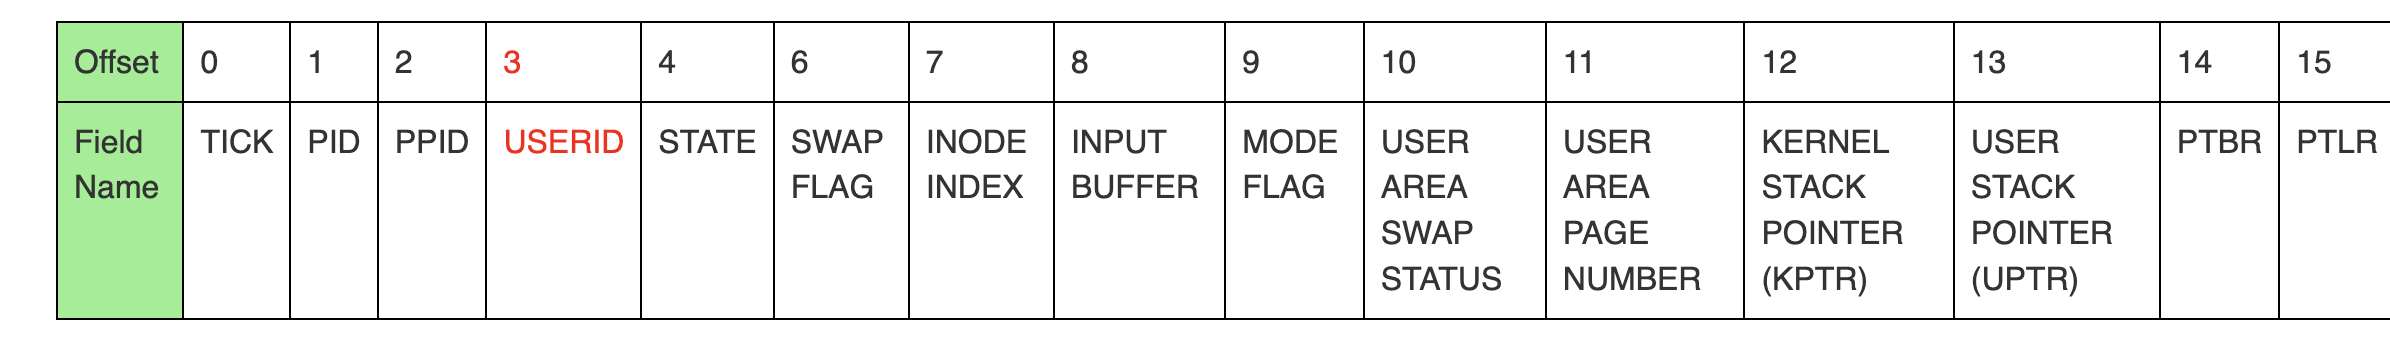 Offset 0 1 2 3 4 6 7 8 9 10 11 12 13 14 15
Field TICK PID PPID USERID STATE SWAP INODE INPUT MODE USER USER KERNEL USER PTBR PTLR
Name FLAG INDEX BUFFER FLAG AREA AREA STACK STACK
SWAP PAGE POINTER POINTER
STATUS NUMBER (KPTR) (UPTR)